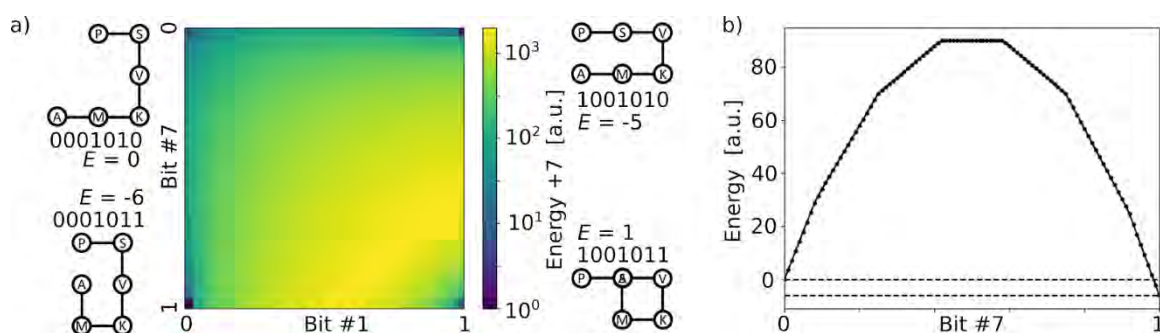 a)
P S
V
A M K
0001010
E = 0
E = -6
0001011
P S
A V
M K
0
Bit #7
1
0 Bit #1 1
10³
10²
10¹
10⁰
Energy +7 [a.u.]
P S V
A M K
1001010
E = -5
E = 1
1001011
P V
M K
b)
Energy [a.u.]
80
60
40
20
0
0 Bit #7 1